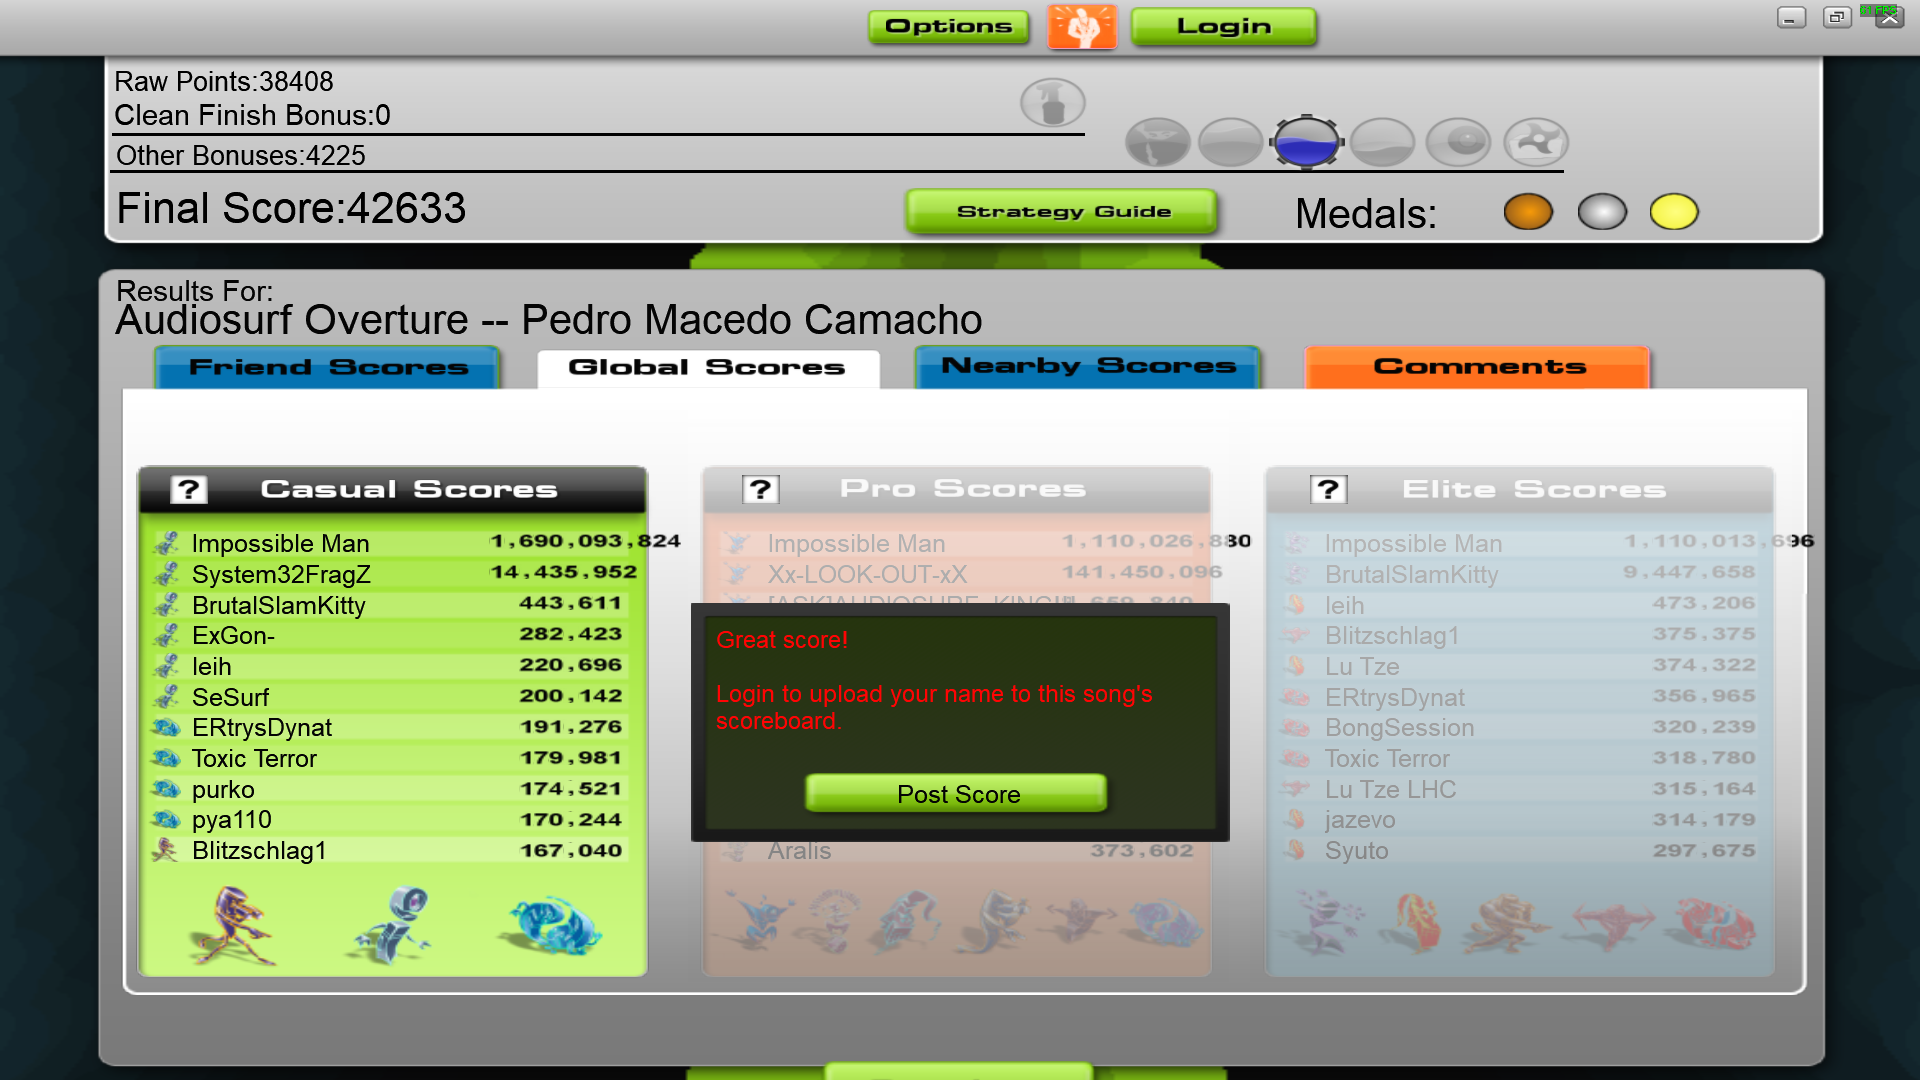 Options
Login
Raw Points:38408
Clean Finish Bonus:0
Other Bonuses:4225
Final Score:42633
Strategy Guide
Medals:
Results For:
Audiosurf Overture -- Pedro Macedo Camacho
Friend Scores
Global Scores
Nearby Scores
Comments
? Casual Scores
Impossible Man 1,690,093,824
System32FragZ 14,435,952
BrutalSlamKitty 443,611
ExGon- 282,423
leih 220,696
SeSurf 200,142
ERtrysDynat 191,276
Toxic Terror 179,981
purko 174,521
pya110 170,244
Blitzschlag1 167,040
? Pro Scores
Impossible Man 1,110,026,880
Xx-LOOK-OUT-xX 141,450,096
Great score!
Login to upload your name to this song's
scoreboard.
Post Score
Aralis 373,602
? Elite Scores
Impossible Man 1,110,013,696
BrutalSlamKitty 9,447,658
leih 473,206
Blitzschlag1 375,375
Lu Tze 374,322
ERtrysDynat 356,965
BongSession 320,239
Toxic Terror 318,780
Lu Tze LHC 315,164
jazevo 314,179
Syuto 297,675